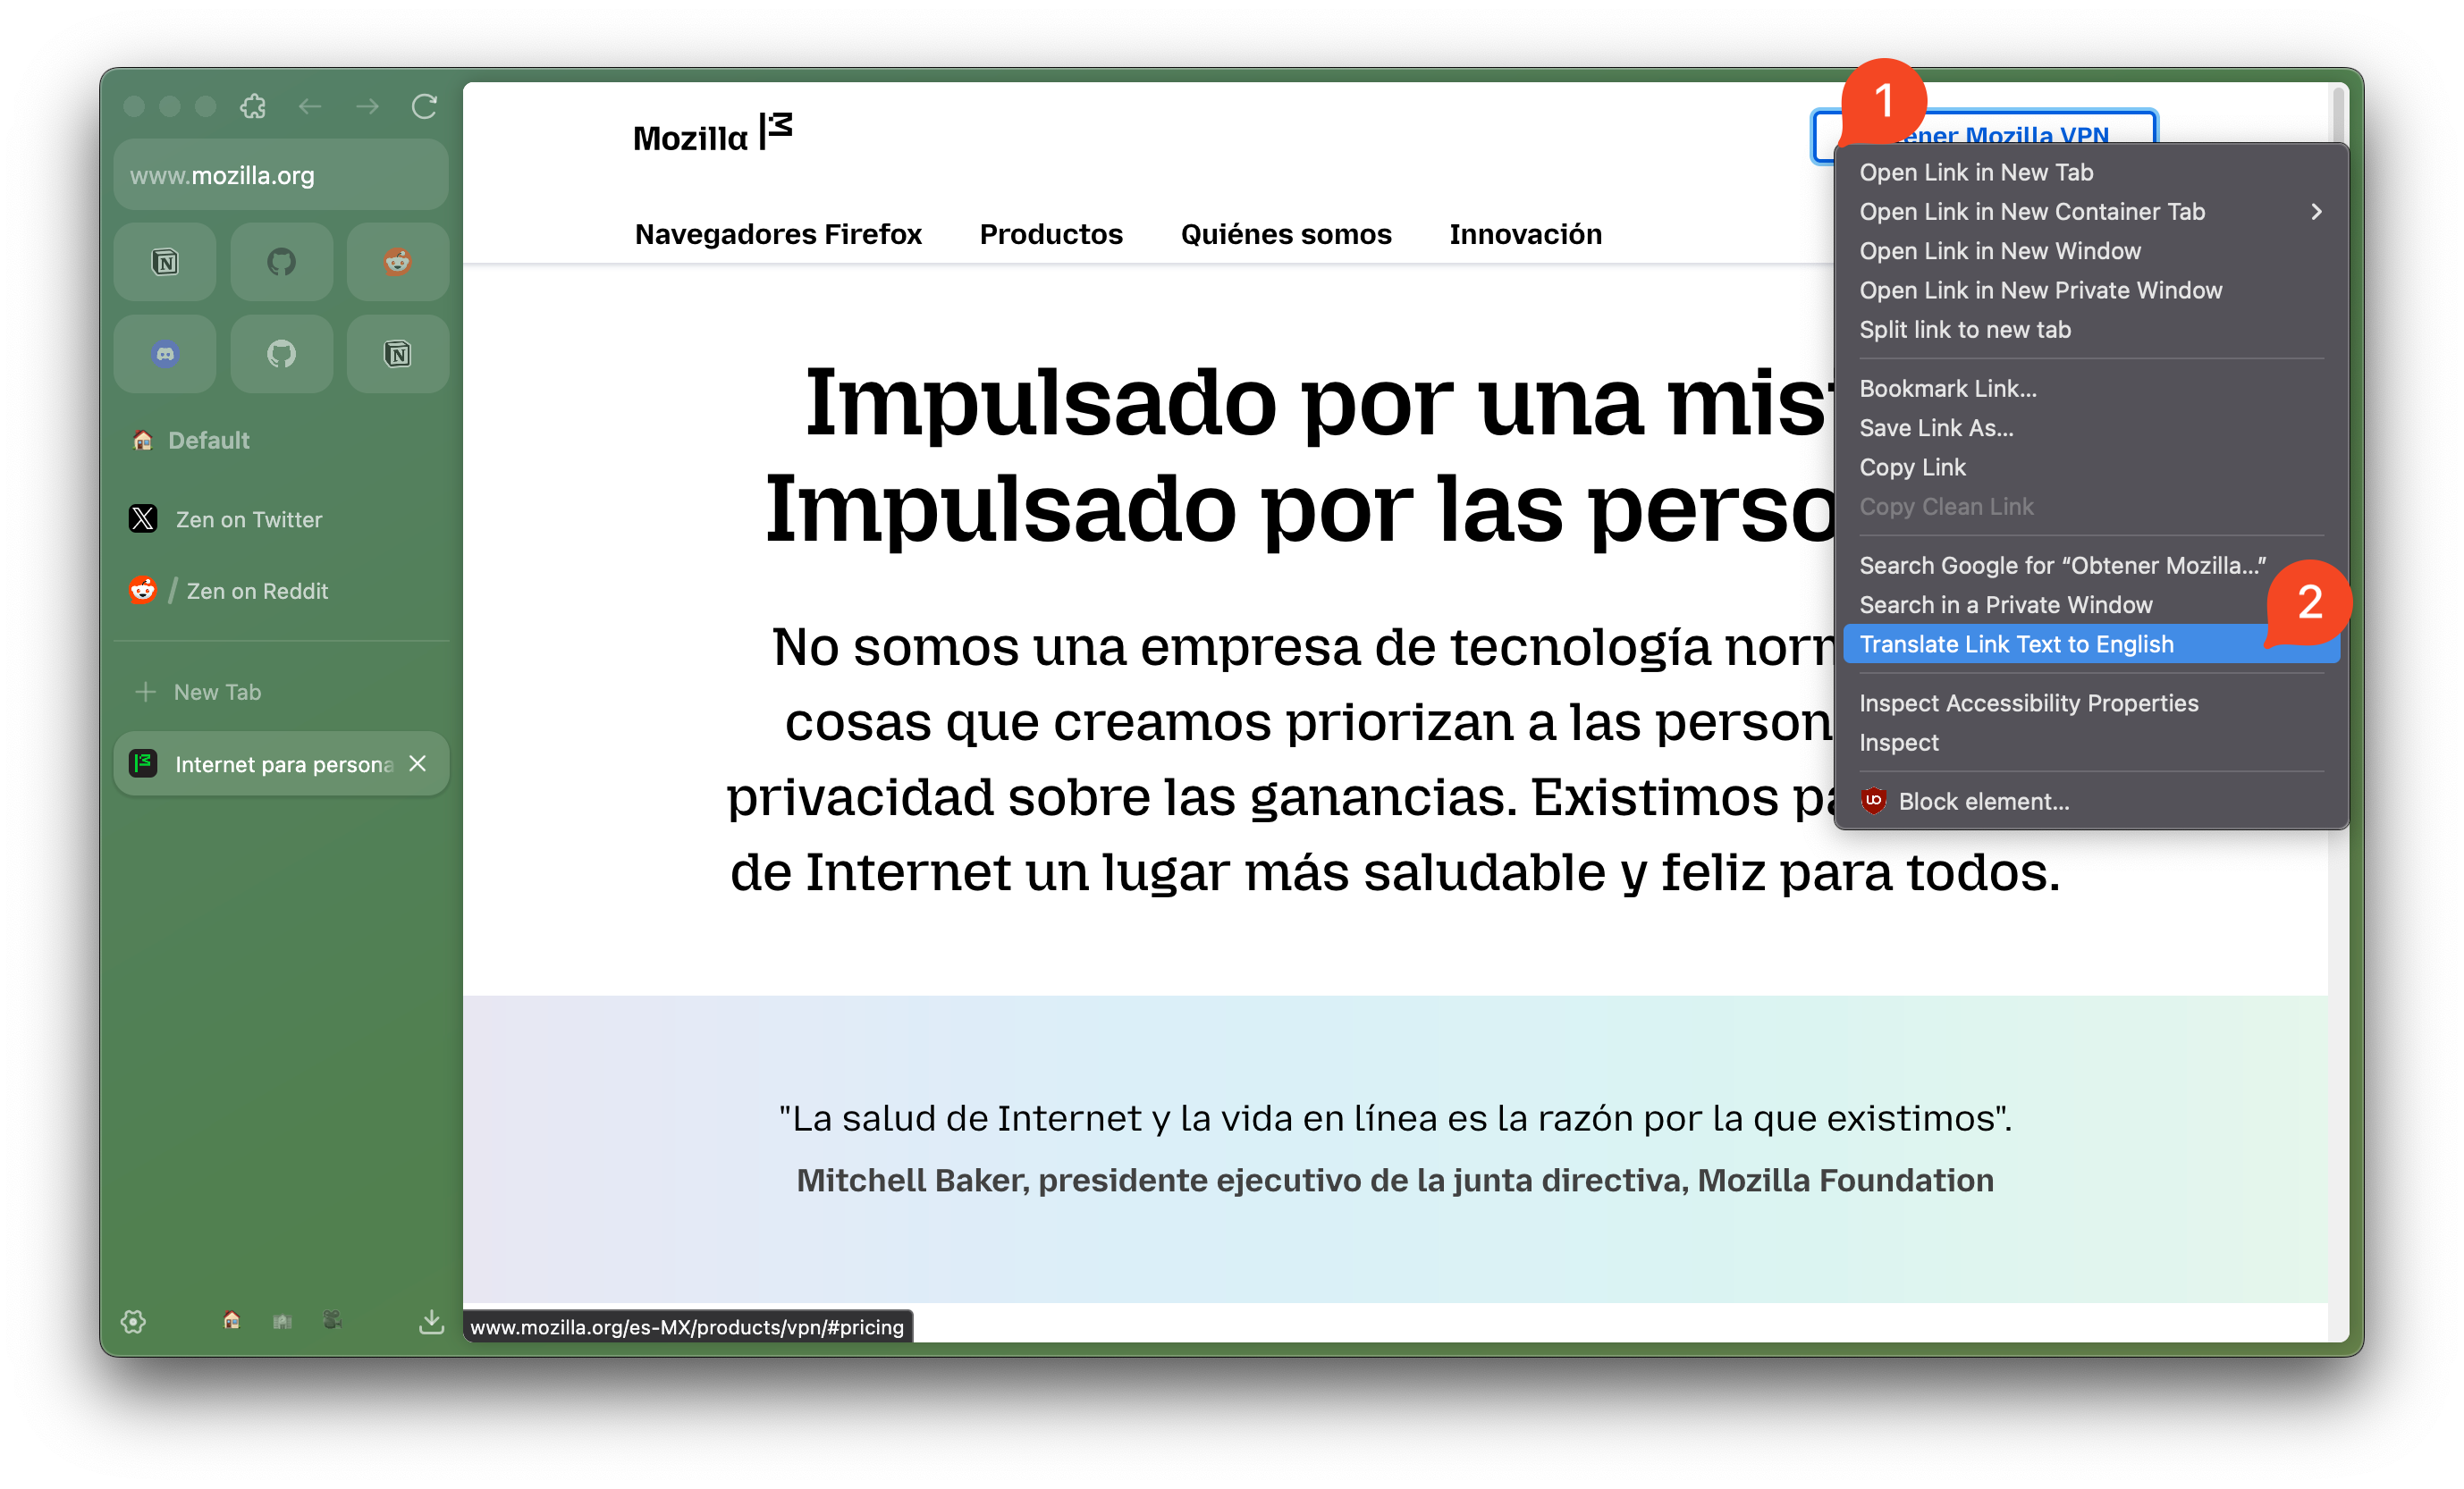 www.mozilla.org
Default
Zen on Twitter
/ Zen on Reddit
New Tab
Internet para persona
Mozilla
1
ener Mozilla VPN
Navegadores Firefox
Productos
Quiénes somos
Innovación
Impulsado por una mis
Impulsado por las perso
No somos una empresa de tecnología nor
cosas que creamos priorizan a las person
privacidad sobre las ganancias. Existimos pa
de Internet un lugar más saludable y feliz para todos.
"La salud de Internet y la vida en línea es la razón por la que existimos".
Mitchell Baker, presidente ejecutivo de la junta directiva, Mozilla Foundation
www.mozilla.org/es-MX/products/vpn/#pricing
Open Link in New Tab
Open Link in New Container Tab
Open Link in New Window
Open Link in New Private Window
Split link to new tab
Bookmark Link...
Save Link As...
Copy Link
Copy Clean Link
Search Google for “Obtener Mozilla...”
Search in a Private Window
2
Translate Link Text to English
Inspect Accessibility Properties
Inspect
Block element...